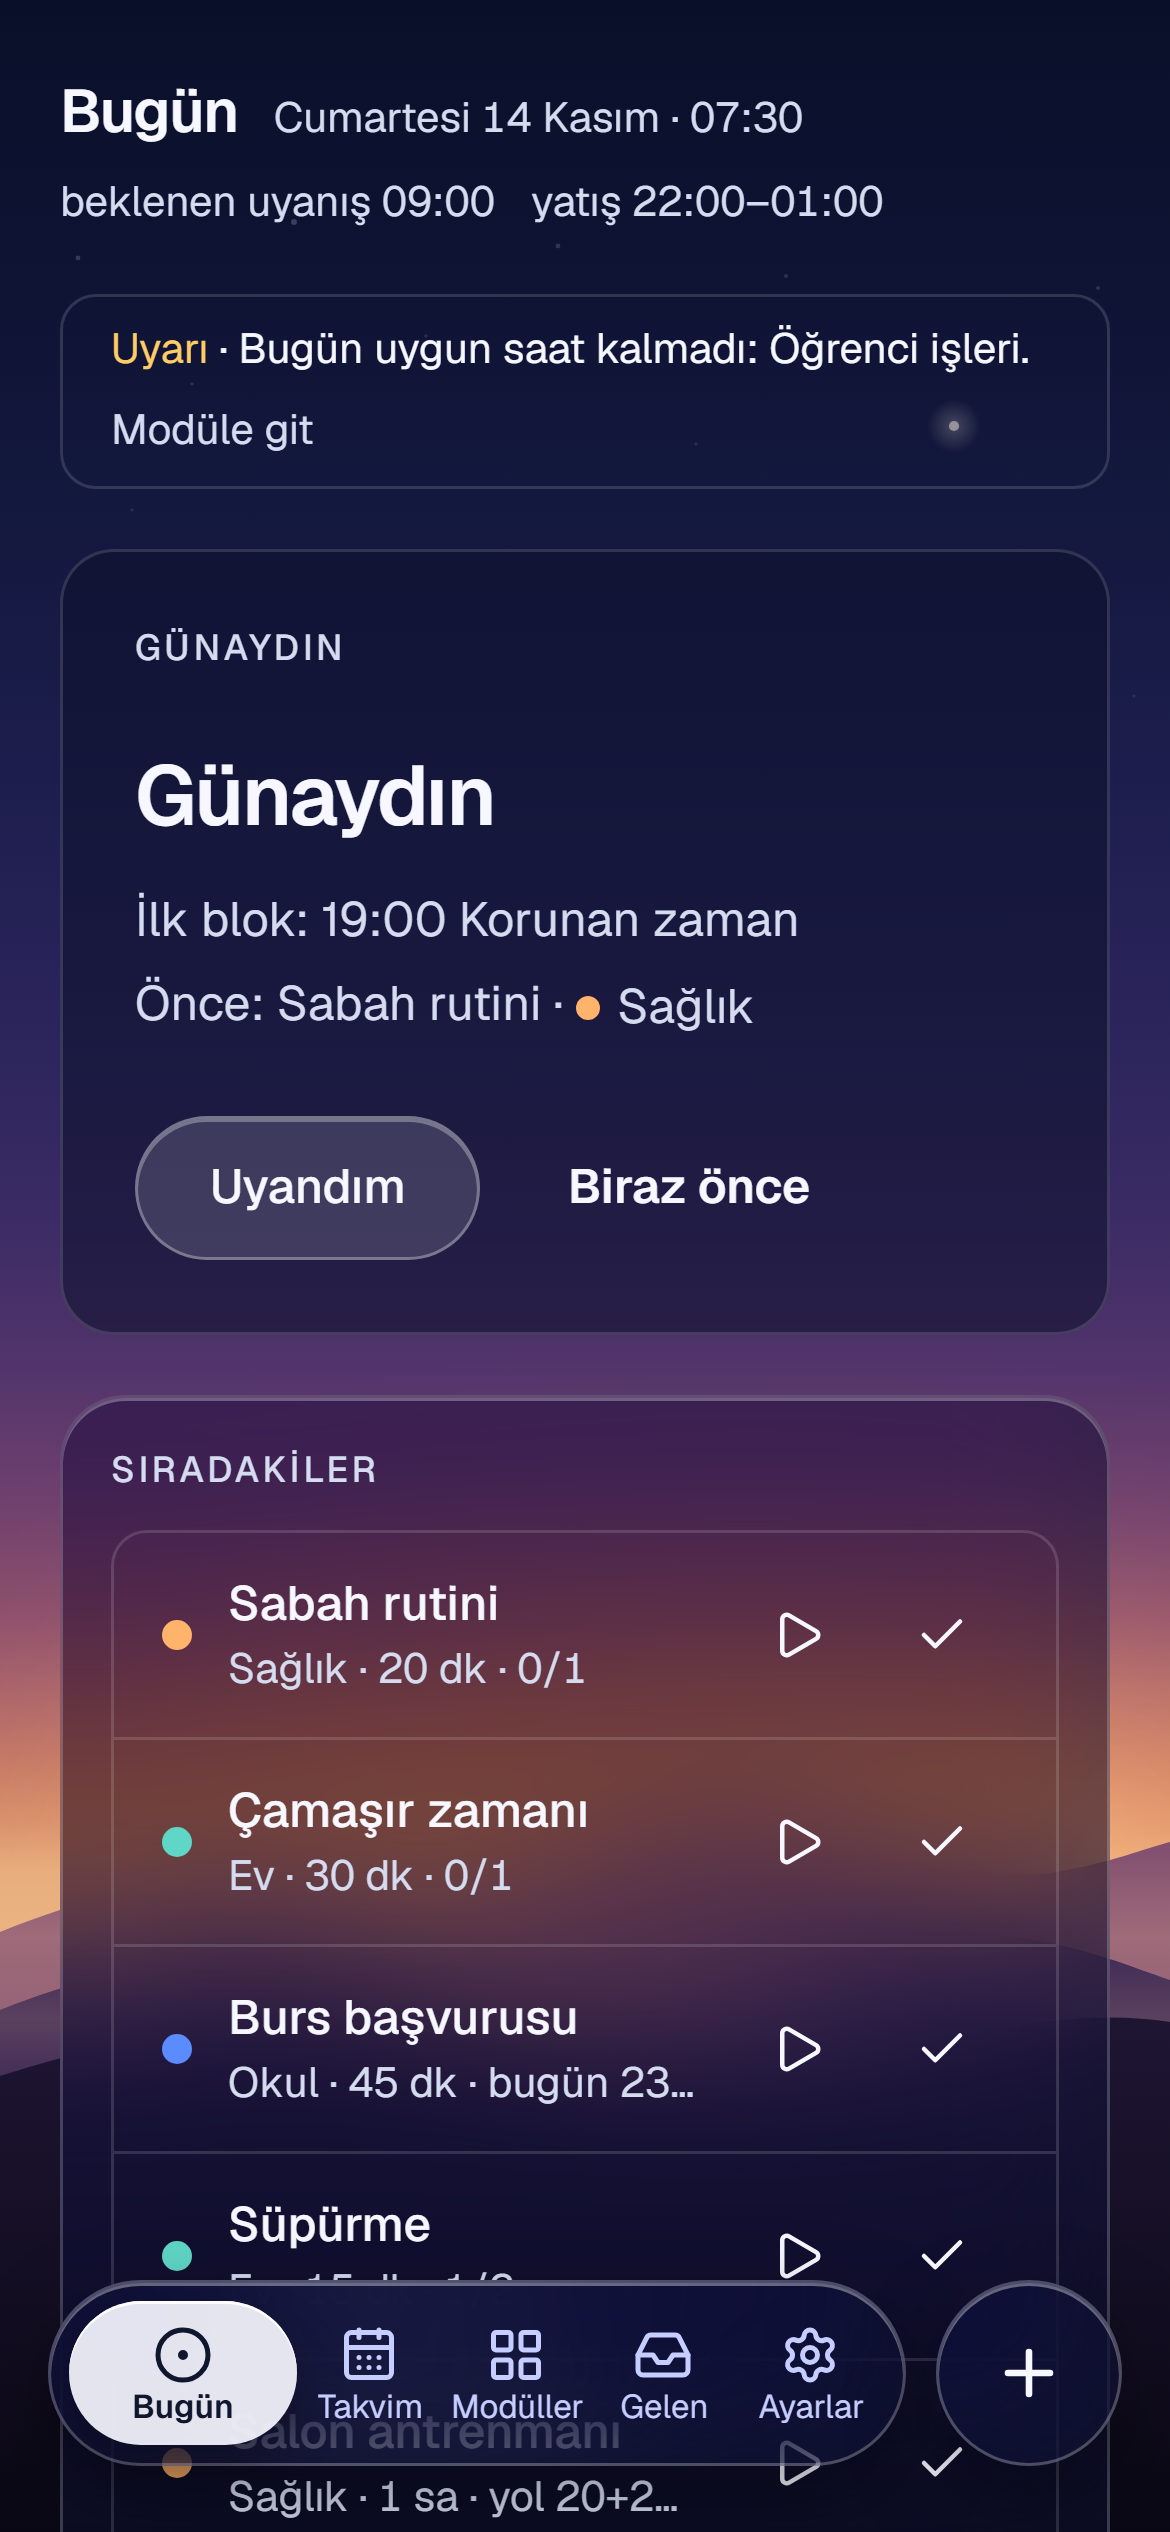 Bugün Cumartesi 14 Kasım · 07:30
beklenen uyanış 09:00 yatış 22:00–01:00
Uyarı · Bugün uygun saat kalmadı: Öğrenci işleri.
Modüle git
GÜNAYDIN
Günaydın
İlk blok: 19:00 Korunan zaman
Önce: Sabah rutini · Sağlık
Uyandım Biraz önce
SIRADAKİLER
Sabah rutini
Sağlık · 20 dk · 0/1
Çamaşır zamanı
Ev · 30 dk · 0/1
Burs başvurusu
Okul · 45 dk · bugün 23...
Süpürme
Bugün Takvim Modüller Gelen Ayarlar
Salon antrenmanı
Sağlık · 1 sa · yol 20+2...